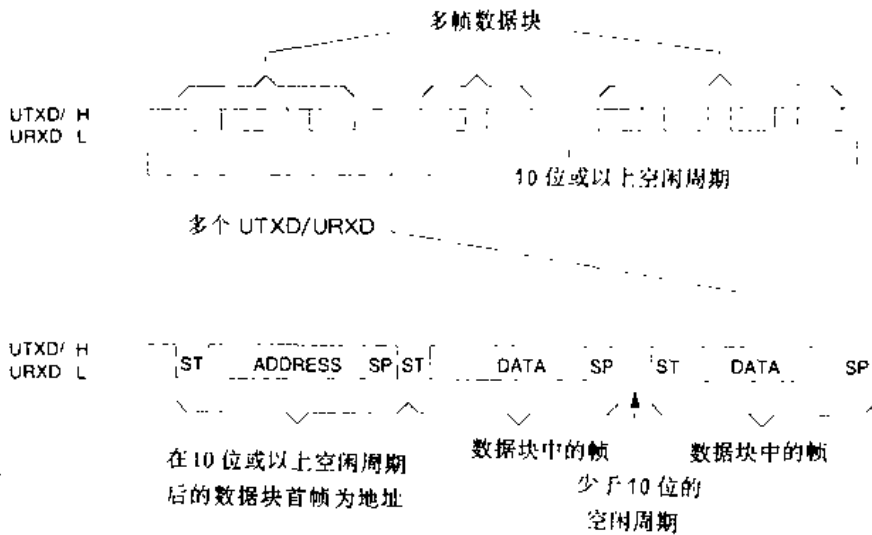 多帧数据块
UTXD/ H
URXD L
10 位或以上空闲周期
多个 UTXD/URXD
UTXD/ H
URXD L
ST ADDRESS SP ST DATA SP ST DATA SP
在10 位或以上空闲周期
后的数据块首帧为地址
数据块中的帧
数据块中的帧
少于10 位的
空闲周期